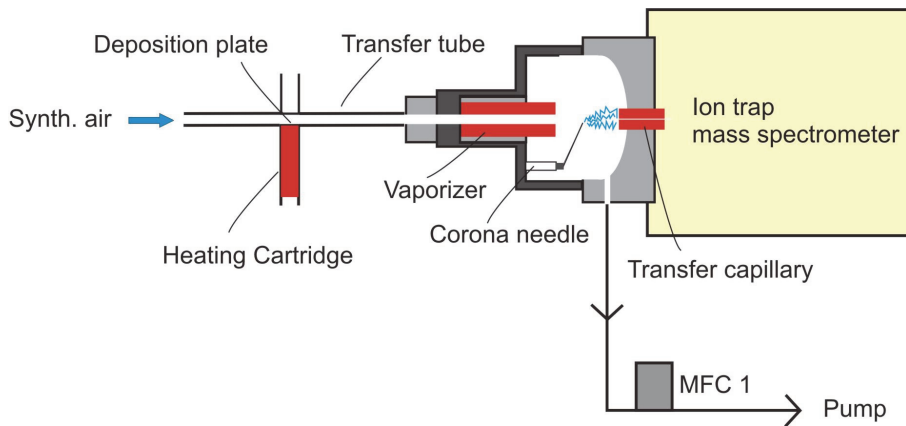 Deposition plate
Transfer tube
Synth. air
Ion trap
mass spectrometer
Vaporizer
Corona needle
Heating Cartridge
Transfer capillary
MFC 1
Pump